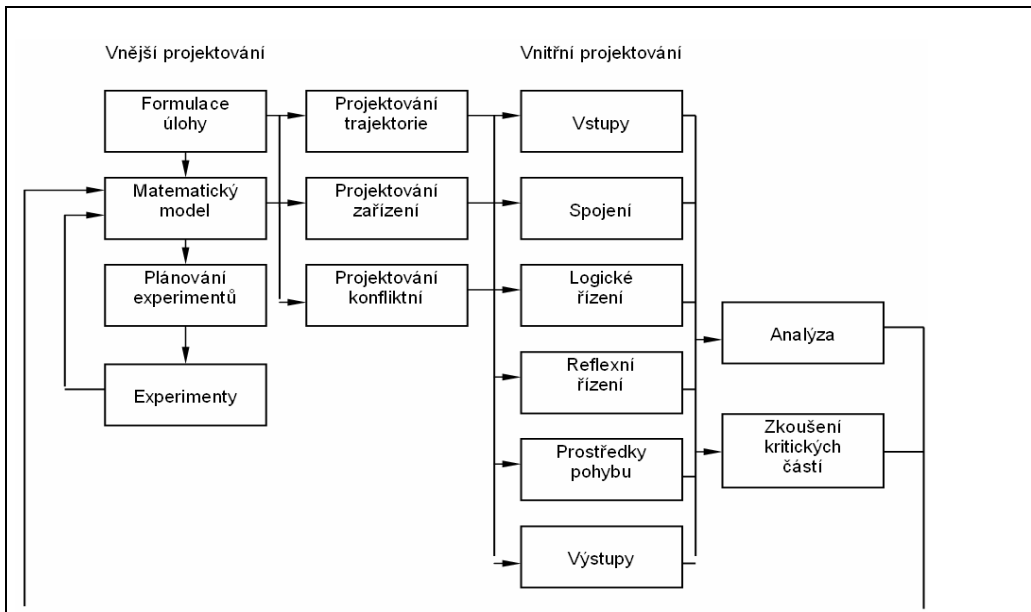 Vnější projektování
Vnitřní projektování
Formulace
úlohy
Projektování
trajektorie
Vstupy
Matematický
model
Projektování
zařízení
Spojení
Plánování
experimentů
Projektování
konfliktní
Logické
řízení
Analýza
Experimenty
Reflexní
řízení
Zkoušení
kritických
částí
Prostředky
pohybu
Výstupy